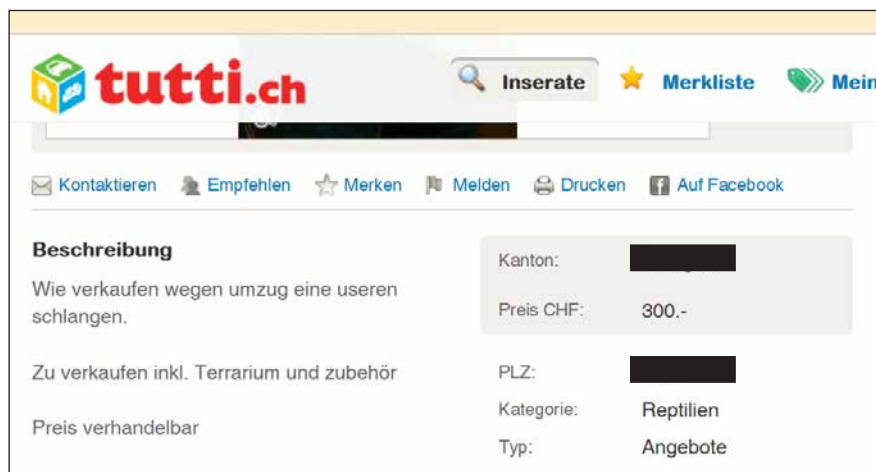 tutti.ch
Inserate
Merkliste
Mein
Kontaktieren Empfehlen Merken Melden Drucken Auf Facebook
Beschreibung
Wie verkaufen wegen umzug eine useren
schlangen.
Zu verkaufen inkl. Terrarium und zubehör
Preis verhandelbar
Kanton:
Preis CHF: 300.-
PLZ:
Kategorie: Reptilien
Typ: Angebote